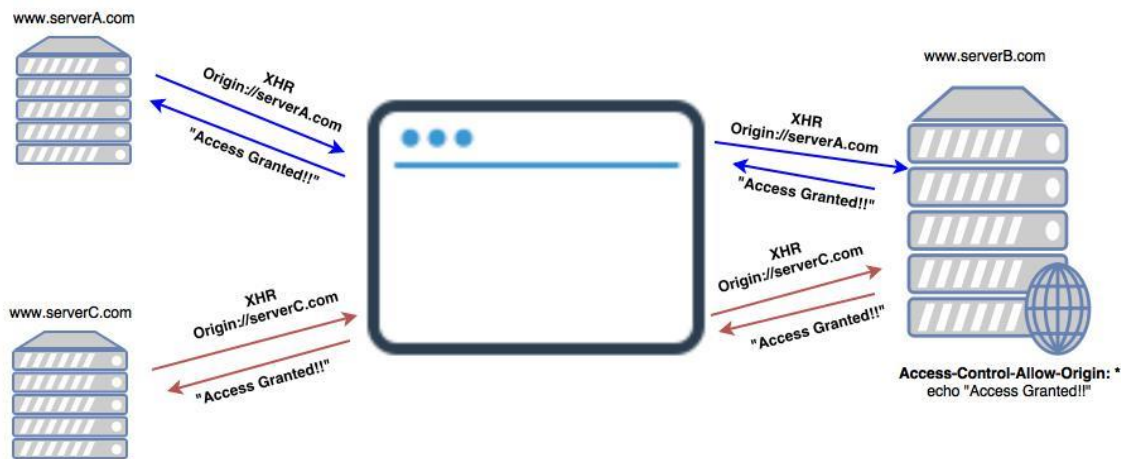 www.serverA.com
XHR
Origin://serverA.com
"Access Granted!!"
www.serverB.com
XHR
Origin://serverA.com
"Access Granted!!"
www.serverC.com
XHR
Origin://serverC.com
"Access Granted!!"
XHR
Origin://serverC.com
"Access Granted!!"
Access-Control-Allow-Origin: *
echo "Access Granted!!"